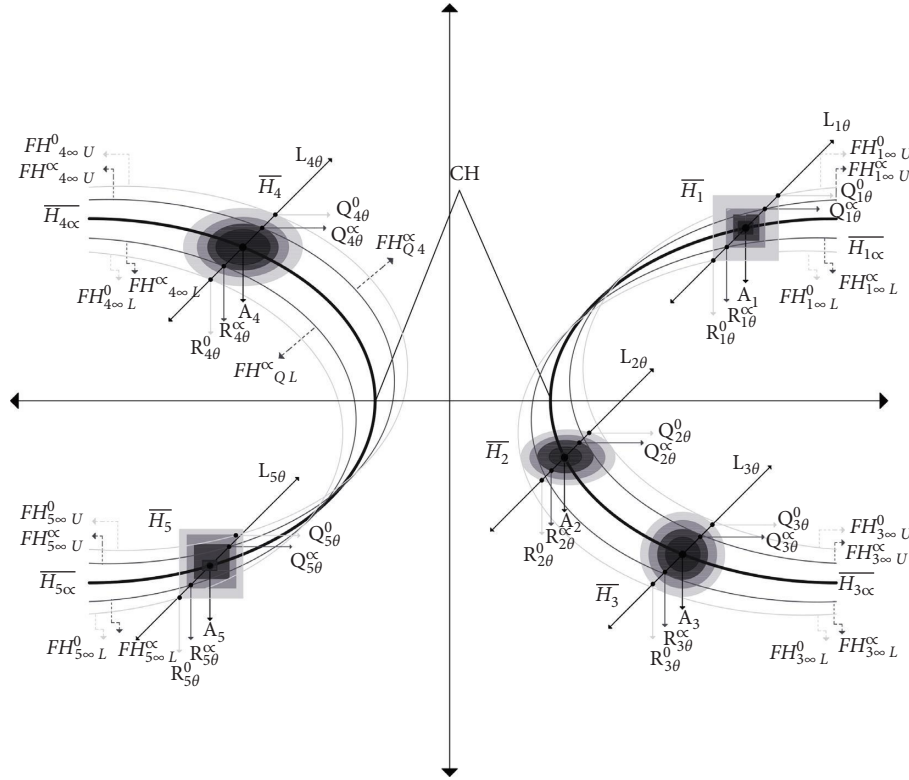 CH
L₄θ
FH⁰₄∞ U
FH^∝₄∞ U
H̅₄
Q⁰₄θ
Q^∝₄θ
H̅₄∝
FH^∝_Q 4
FH⁰₄∞ L
FH^∝₄∞ L
A₄
R^∝₄θ
R⁰₄θ
FH^∝_Q L
L₁θ
FH⁰₁∞ U
FH^∝₁∞ U
H̅₁
Q⁰₁θ
Q^∝₁θ
H̅₁∝
FH^∝₁∞ L
FH⁰₁∞ L
A₁
R^∝₁θ
R⁰₁θ
L₂θ
Q⁰₂θ
H̅₂
Q^∝₂θ
A₂
R^∝₂θ
R⁰₂θ
L₅θ
FH⁰₅∞ U
H̅₅
FH^∝₅∞ U
Q⁰₅θ
Q^∝₅θ
H̅₅∝
A₅
FH⁰₅∞ L
FH^∝₅∞ L
R^∝₅θ
R⁰₅θ
L₃θ
Q⁰₃θ
FH⁰₃∞ U
Q^∝₃θ
FH^∝₃∞ U
H̅₃
H̅₃∝
A₃
R^∝₃θ
R⁰₃θ
FH⁰₃∞ L
FH^∝₃∞ L